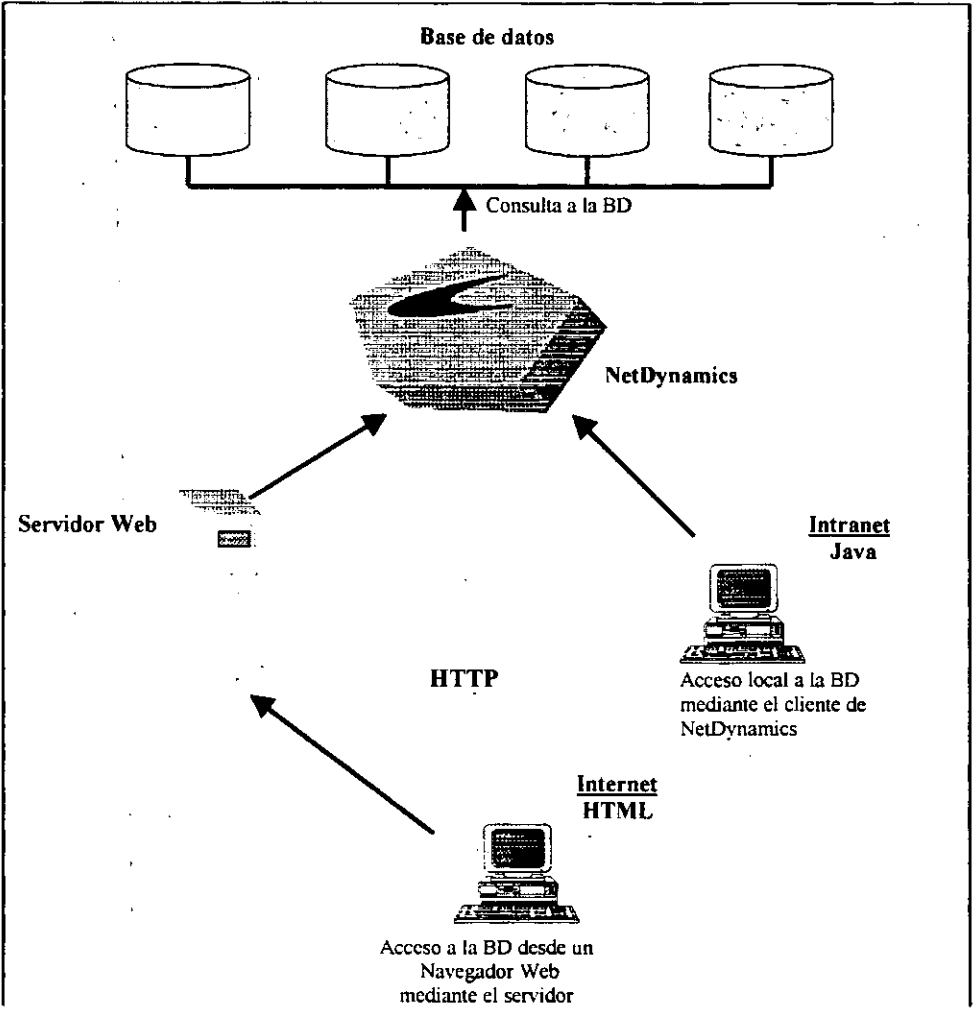 Base de datos
Consulta a la BD
NetDynamics
Servidor Web
Intranet
Java
HTTP
Acceso local a la BD
mediante el cliente de
NetDynamics
Internet
HTML
Acceso a la BD desde un
Navegador Web
mediante el servidor